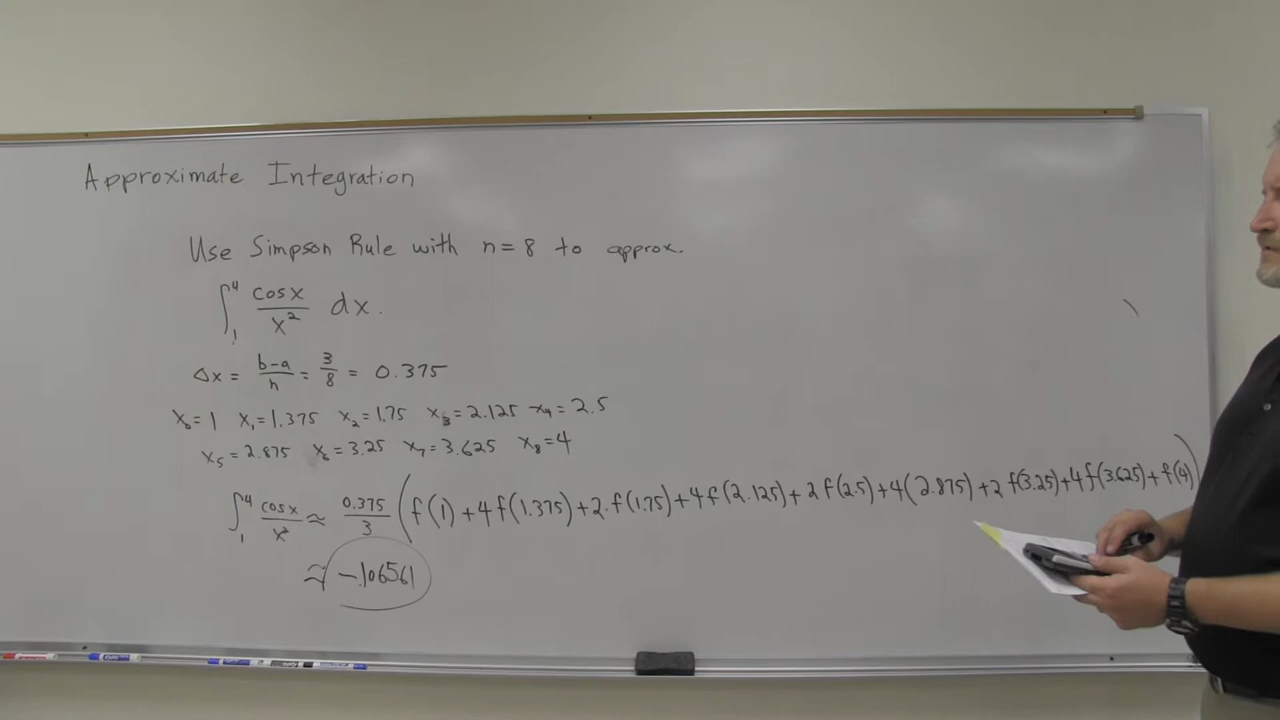 Approximate Integration
Use Simpson Rule with n=8 to approx.
∫₁⁴ cosx/x² dx.
Δx = b-a/n = 3/8 = 0.375
x₀=1 x₁=1.375 x₂=1.75 x₃=2.125 x₄=2.5
x₅=2.875 x₆=3.25 x₇=3.625 x₈=4
∫₁⁴ cosx/x² ≈ 0.375/3 (f(1)+4f(1.375)+2·f(1.75)+4f(2.125)+2f(2.5)+4(2.875)+2f(3.25)+4f(3.625)+f(4))
≈ -.106561